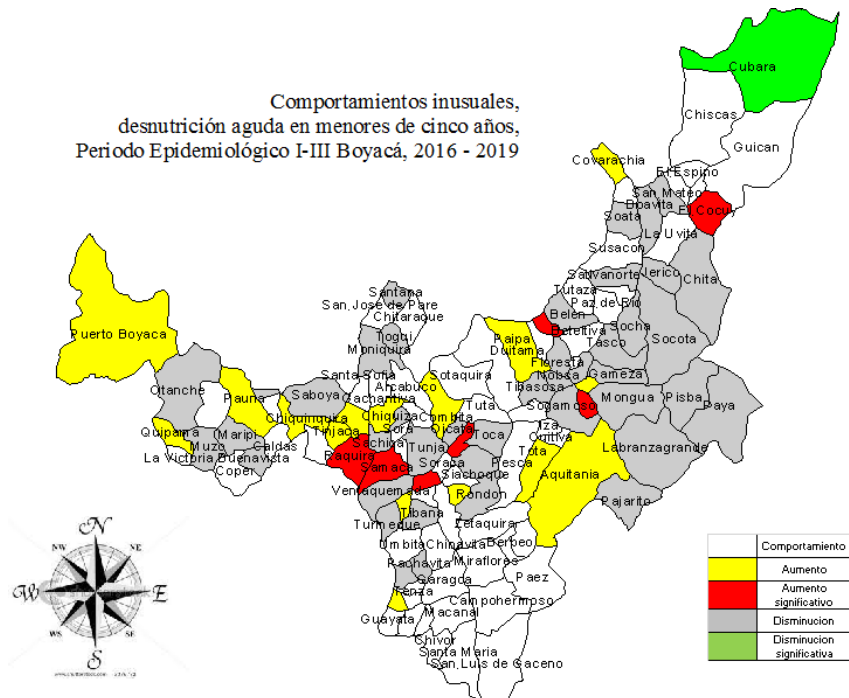 Comportamientos inusuales,
desnutrición aguda en menores de cinco años,
Periodo Epidemiológico I-III Boyacá, 2016 - 2019
Cubara
Chiscas
Guican
Covarachia
El Espino
San Mateo
Boavita
El Cocuy
Soata
La Uvita
Susacon
Sativanorte
Jerico
Chita
Tutaza
Paz de Rio
Santana
San Jose de Pare
Chitaraque
Belen
Beteitiva
Socha
Tasco
Socota
Puerto Boyaca
Togui
Moniquira
Paipa
Duitama
Floresta
Nobsa
Gameza
Otanche
Pauna
Saboya
Santa Sofia
Arcabuco
Gachantiva
Sotaquira
Tibasosa
Sogamoso
Mongua
Pisba
Paya
Chiquinquira
Tinjaca
Chiquiza
Combita
Tuta
Quipama
Maripi
Muzo
La Victoria
Buenavista
Caldas
Coper
Sora
Oicata
Toca
Iza
Cuitiva
Tota
Labranzagrande
Sachica
Raquira
Samaca
Tunja
Soraca
Siachoque
Pesca
Aquitania
Pajarito
Ventaquemada
Rondon
Tibana
Turmeque
Zetaquira
Umbita
Chinavita
Berbeo
Pachavita
Miraflores
Garagoa
Paez
Tenza
Campohermoso
Guayata
Macanal
Chivor
Santa Maria
San Luis de Gaceno
N
NW
NE
W
E
WS
SE
S
Comportamiento
Aumento
Aumento
significativo
Disminucion
Disminucion
significativa